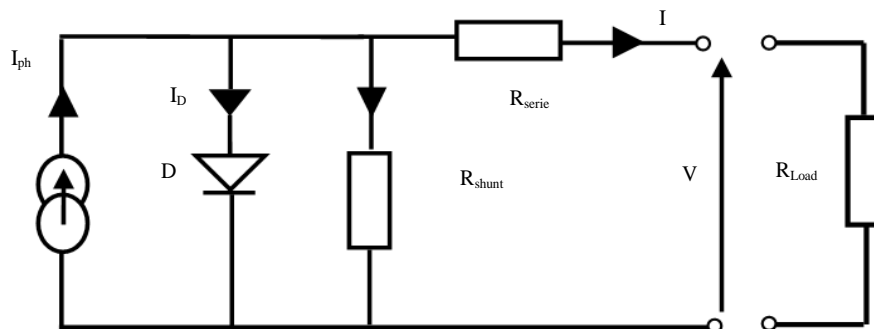 I
I_ph
I_D
R_serie
D
R_shunt
V
R_Load